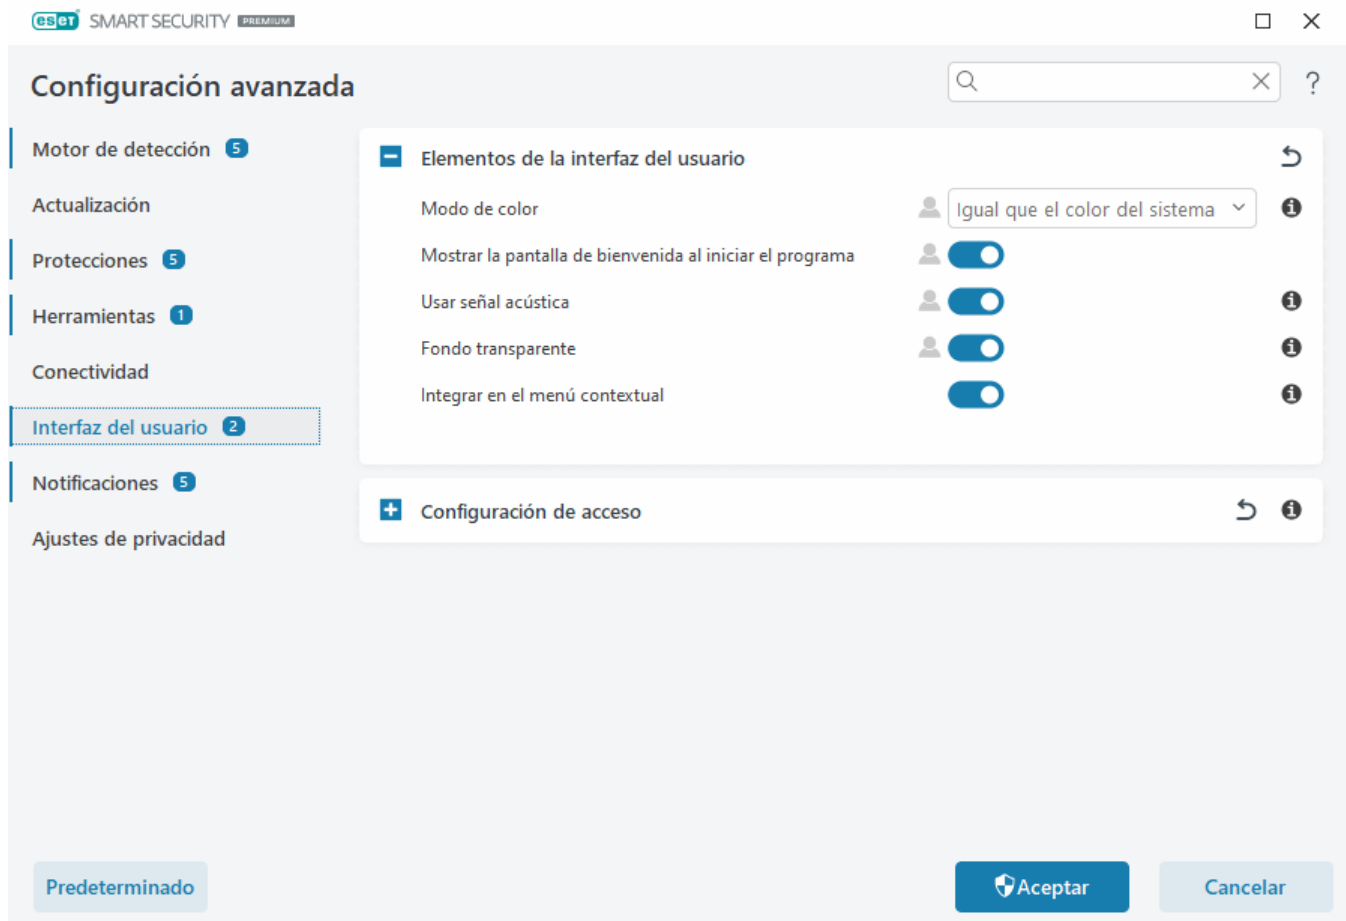 eset SMART SECURITY PREMIUM
Configuración avanzada
?
Motor de detección 5
Actualización
Protecciones 5
Herramientas 1
Conectividad
Interfaz del usuario 2
Notificaciones 5
Ajustes de privacidad
Elementos de la interfaz del usuario
Modo de color Igual que el color del sistema
Mostrar la pantalla de bienvenida al iniciar el programa
Usar señal acústica
Fondo transparente
Integrar en el menú contextual
Configuración de acceso
Predeterminado
Aceptar
Cancelar